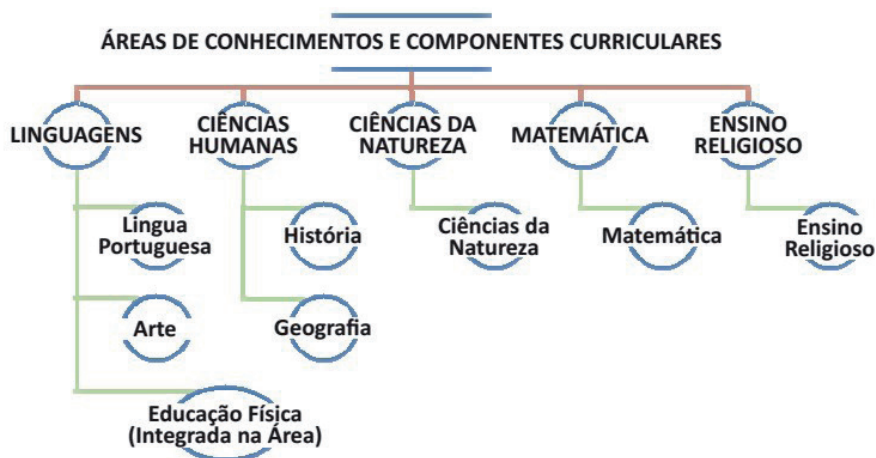 ÁREAS DE CONHECIMENTOS E COMPONENTES CURRICULARES
LINGUAGENS
CIÊNCIAS
HUMANAS
CIÊNCIAS DA
NATUREZA
MATEMÁTICA
ENSINO
RELIGIOSO
Lingua
Portuguesa
História
Ciências da
Natureza
Matemática
Ensino
Religioso
Arte
Geografia
Educação Física
(Integrada na Área)